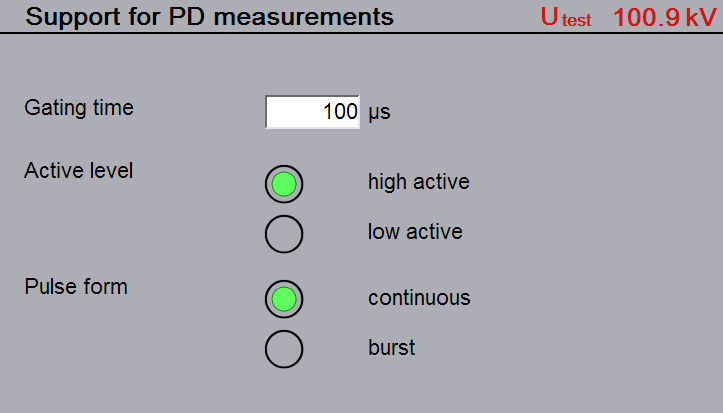 Support for PD measurements U test 100.9 kV
Gating time 100 µs
Active level high active
low active
Pulse form continuous
burst